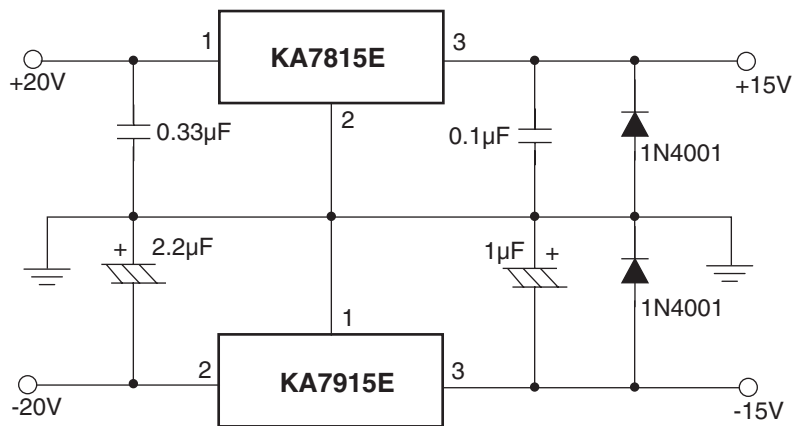 1
KA7815E
3
+20V
+15V
2
0.33µF
0.1µF
1N4001
+
2.2µF
1µF
+
1
1N4001
2
KA7915E
3
-20V
-15V